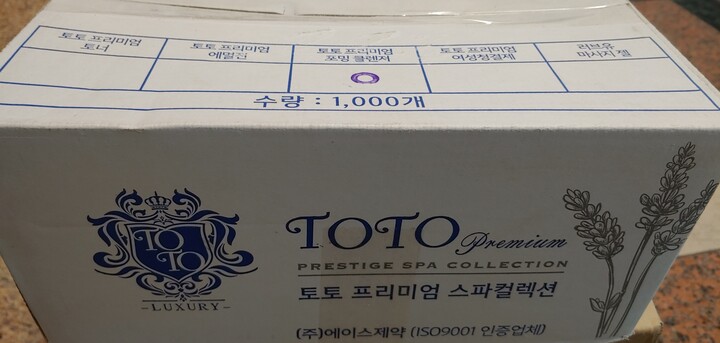 토토 프리미엄 토너
토토 프리미엄 에멀젼
토토 프리미엄 포밍 클렌저
토토 프리미엄 여성청결제
러브유 마사지 젤
수량 : 1,000개
TOTO
LUXURY
TOTO Premium
PRESTIGE SPA COLLECTION
토토 프리미엄 스파컬렉션
(주)에이스제약 (ISO9001 인증업체)